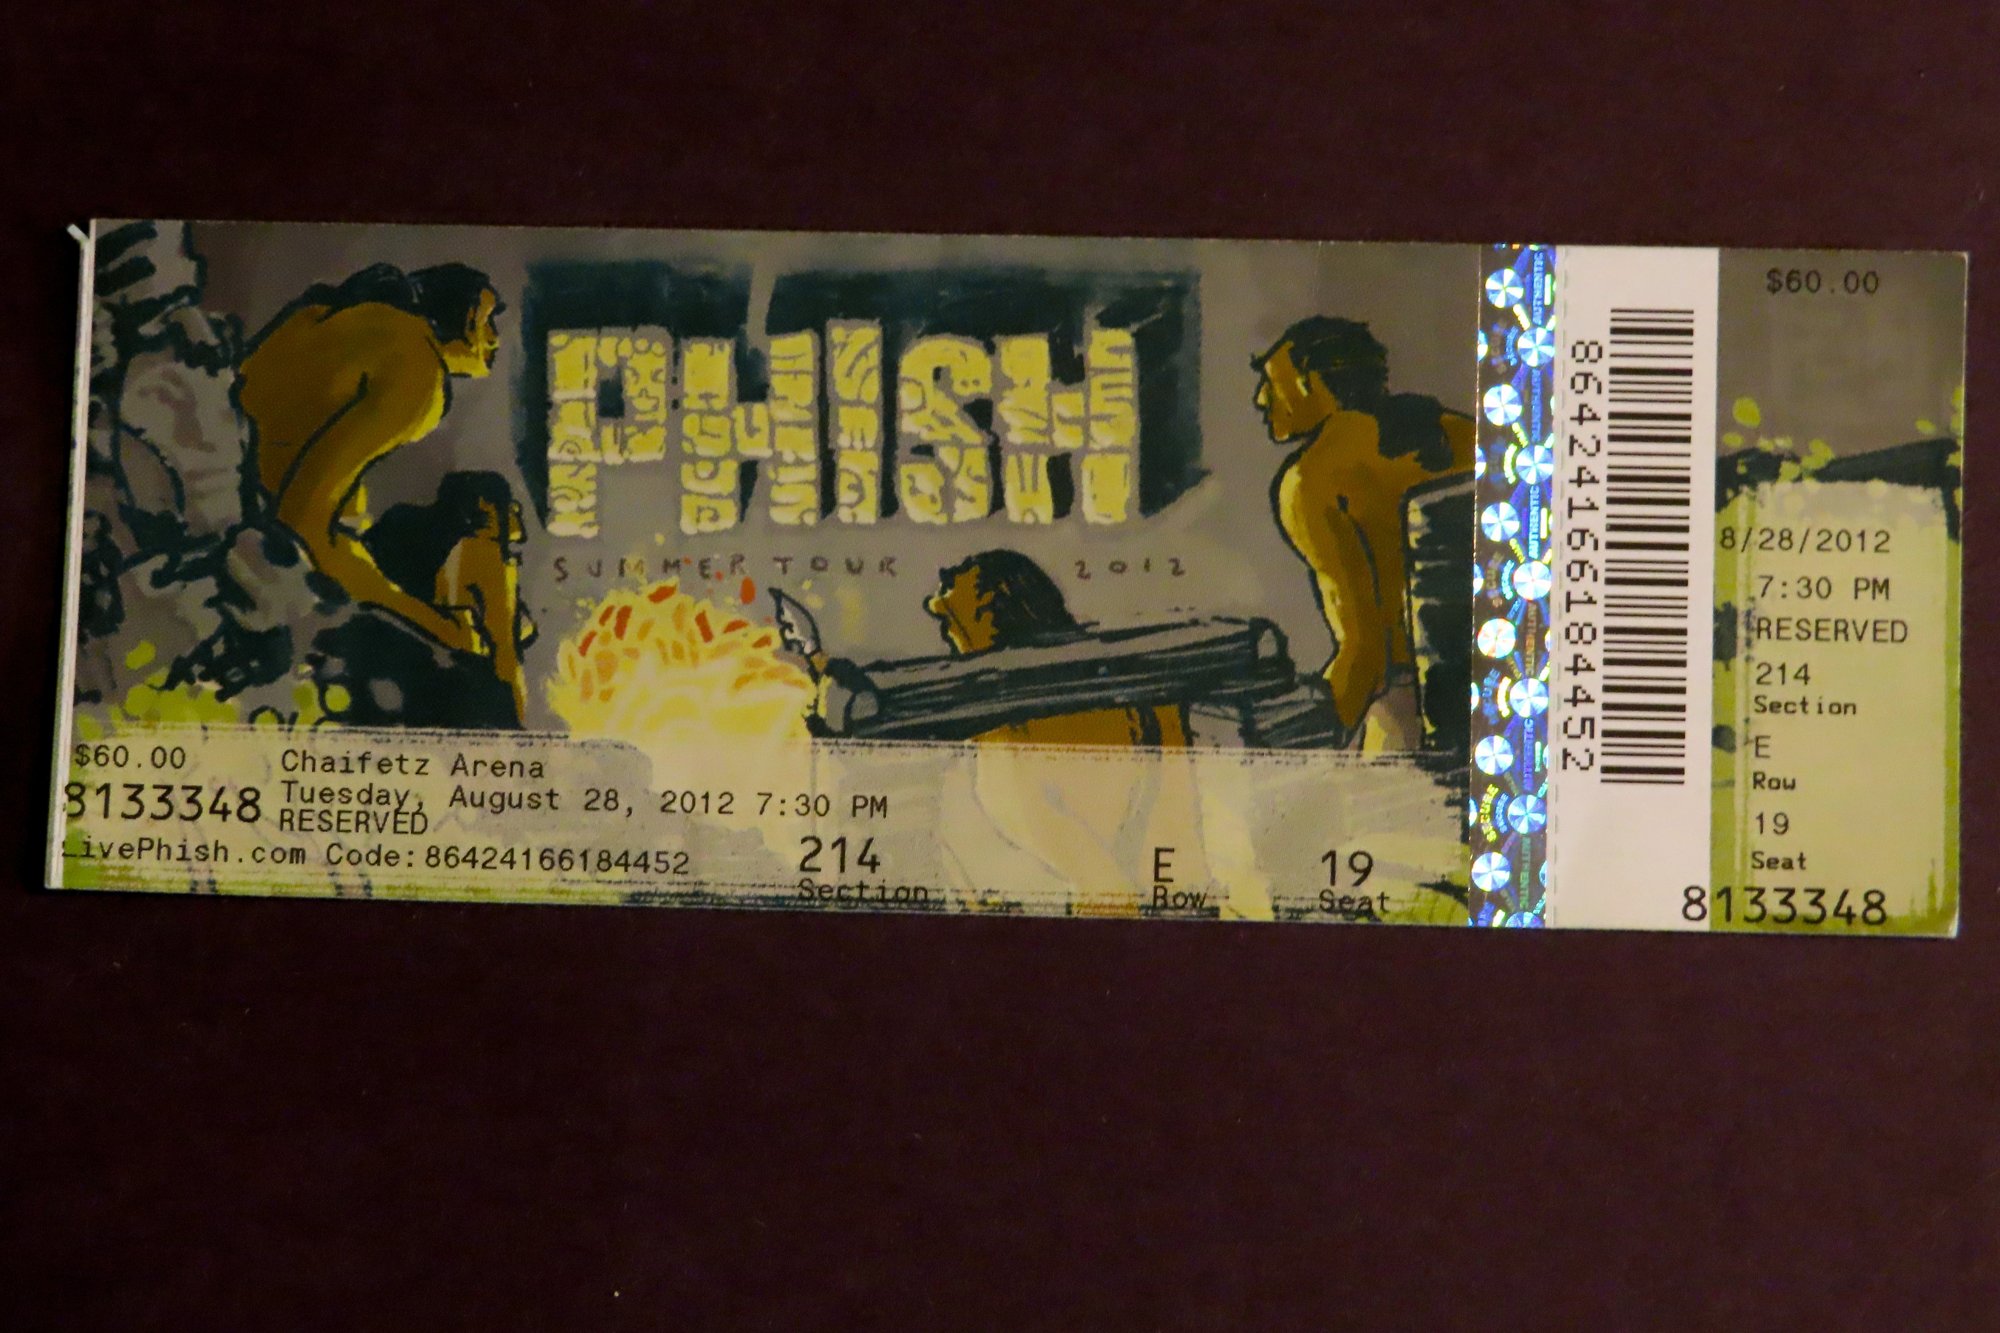 PHISH
SUMMER TOUR 2012
$60.00
Chaifetz Arena
8133348
Tuesday, August 28, 2012 7:30 PM
RESERVED
LivePhish.com Code:86424166184452
214
Section
E
Row
19
Seat
AUTHENTIC
SECURE
86424166184452
$60.00
8/28/2012
7:30 PM
RESERVED
214
Section
E
Row
19
Seat
8133348